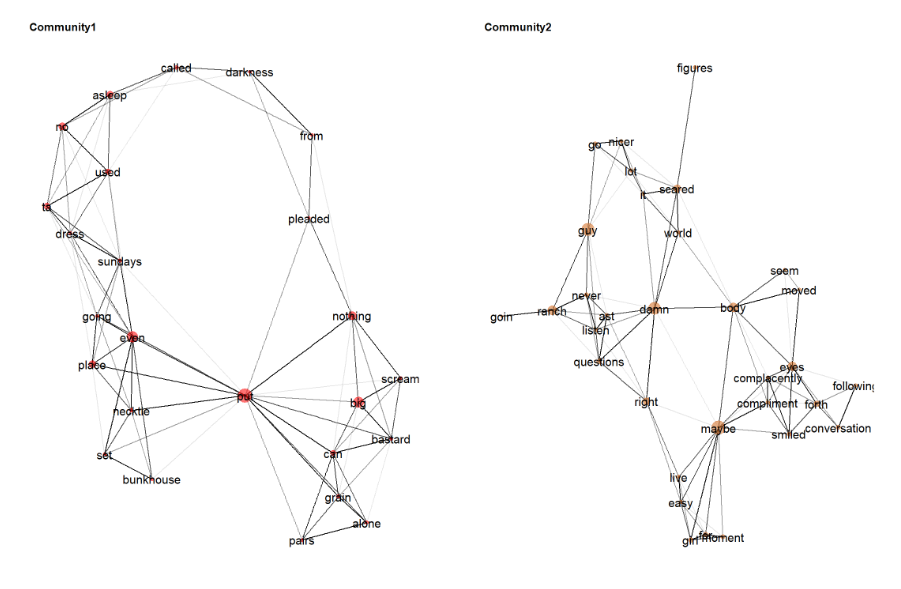 Community1
Community2
called
darkness
asleep
no
from
used
ta
pleaded
dress
sundays
going
nothing
even
place
scream
put
big
necktie
bastard
set
can
bunkhouse
grain
alone
pairs
figures
go
nicer
lot
it
scared
guy
world
seem
moved
never
goin
ranch
ast
damn
body
listen
questions
eyes
complacently
following
right
compliment
forth
maybe
smiled
conversation
live
easy
for
girl
moment